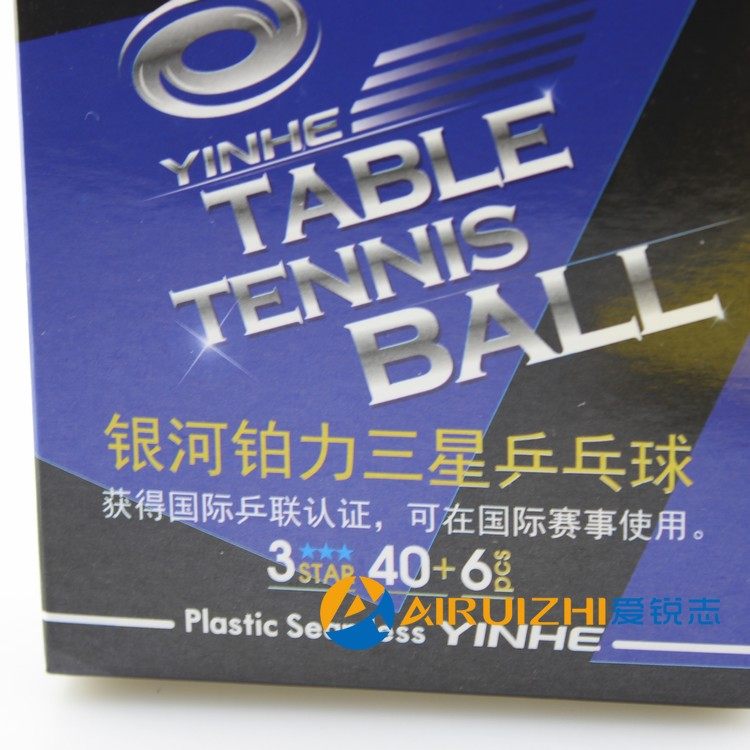 YINHE
TABLE
TENNIS
BALL
银河铂力三星乒乓球
获得国际乒联认证，可在国际赛事使用。
3 STAR 40+ 6pcs
AIRUIZHI爱锐志
Plastic Seamless YINHE